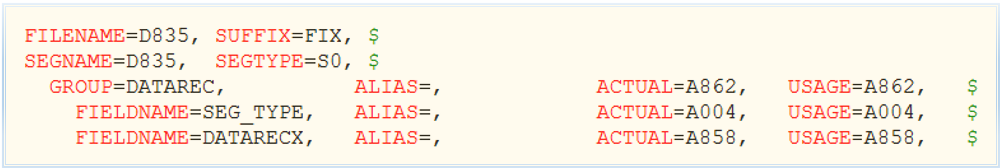 FILENAME=D835, SUFFIX=FIX, $
SEGNAME=D835, SEGTYPE=S0, $
GROUP=DATAREC, ALIAS=, ACTUAL=A862, USAGE=A862, $
FIELDNAME=SEG_TYPE, ALIAS=, ACTUAL=A004, USAGE=A004, $
FIELDNAME=DATARECX, ALIAS=, ACTUAL=A858, USAGE=A858, $